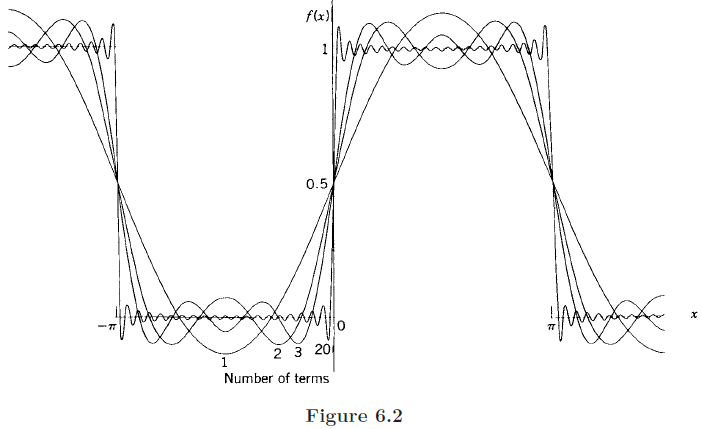 f(x)
1
0.5
−π
0
π
x
1 2 3 20
Number of terms
Figure 6.2